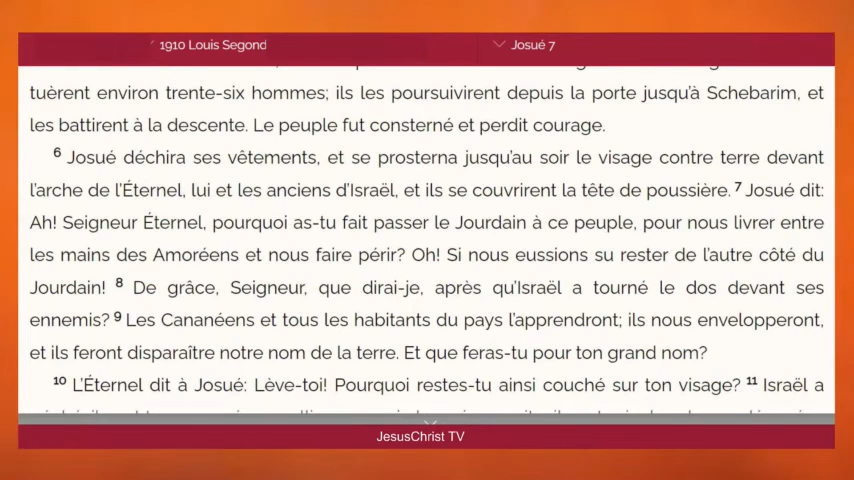 1910 Louis Segond
Josué 7
tuèrent environ trente-six hommes; ils les poursuivirent depuis la porte jusqu'à Schebarim, et
les battirent à la descente. Le peuple fut consterné et perdit courage.
6 Josué déchira ses vêtements, et se prosterna jusqu'au soir le visage contre terre devant
l'arche de l'Éternel, lui et les anciens d'Israël, et ils se couvrirent la tête de poussière. 7 Josué dit:
Ah! Seigneur Éternel, pourquoi as-tu fait passer le Jourdain à ce peuple, pour nous livrer entre
les mains des Amoréens et nous faire périr? Oh! Si nous eussions su rester de l'autre côté du
Jourdain! 8 De grâce, Seigneur, que dirai-je, après qu'Israël a tourné le dos devant ses
ennemis? 9 Les Cananéens et tous les habitants du pays l'apprendront; ils nous envelopperont,
et ils feront disparaître notre nom de la terre. Et que feras-tu pour ton grand nom?
10 L'Éternel dit à Josué: Lève-toi! Pourquoi restes-tu ainsi couché sur ton visage? 11 Israël a
JesusChrist TV